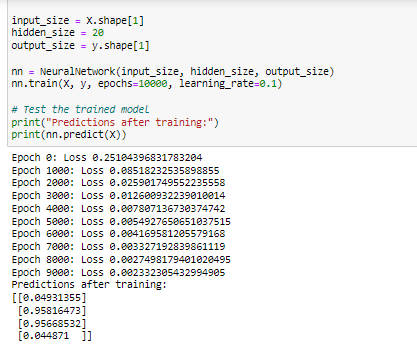 input_size = X.shape[1]
hidden_size = 20
output_size = y.shape[1]
nn = NeuralNetwork(input_size, hidden_size, output_size)
nn.train(X, y, epochs=10000, learning_rate=0.1)
# Test the trained model
print("Predictions after training:")
print(nn.predict(X))
Epoch 0: Loss 0.25104396831783204
Epoch 1000: Loss 0.08518232535898855
Epoch 2000: Loss 0.025901749552235558
Epoch 3000: Loss 0.012600932239010014
Epoch 4000: Loss 0.007807136730374742
Epoch 5000: Loss 0.0054927650651037515
Epoch 6000: Loss 0.004169581205579168
Epoch 7000: Loss 0.003327192839861119
Epoch 8000: Loss 0.0027498179401020495
Epoch 9000: Loss 0.002332305432994905
Predictions after training:
[[0.04931355]
[0.95816473]
[0.95668532]
[0.044871  ]]